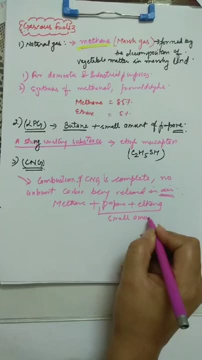 Gaseous fuels
1) Natural gas :→ methane (Marsh gas) → formed by
the decomposition of
vegetable matter in marshy land
1) For domestic & Industrial purposes
2) Synthesis of methanol, formaldehyde
Methane = 85%
Ethane = 5%
2) (LPG) → Butane + small amount of propane
A strong smelling substance → ethyl mercaptan
(C2H5SH)
3) (CNG)
→ Combustion of CNG is complete, no
unburnt Carbon being released in air
Methane + propane + ethane
small amo